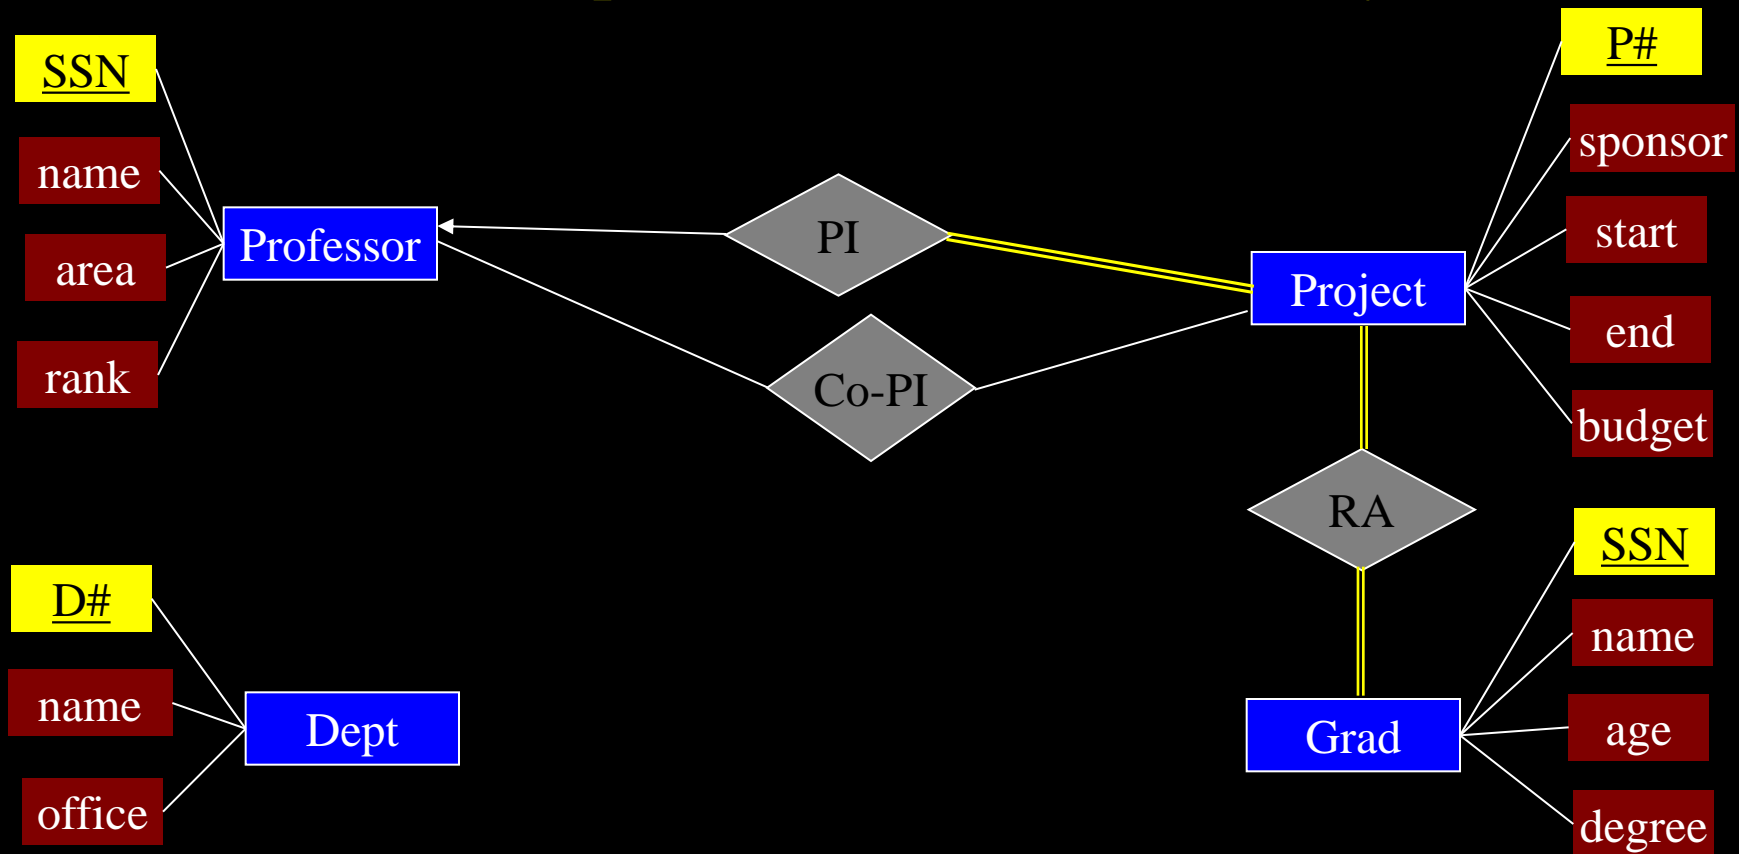 SSN
name
area
rank
Professor
PI
Co-PI
Project
P#
sponsor
start
end
budget
RA
D#
name
office
Dept
Grad
SSN
name
age
degree